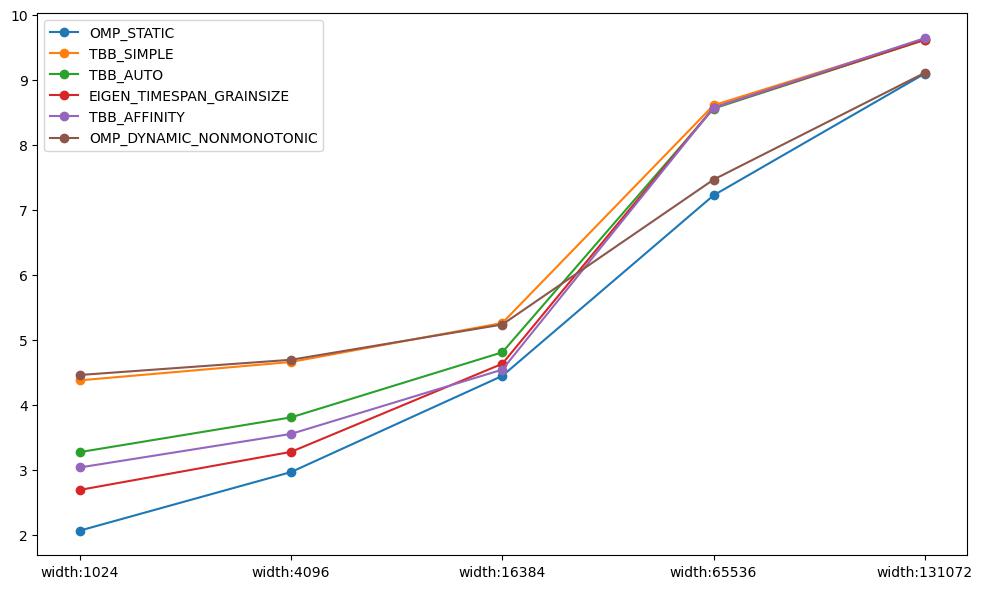 10
9
8
7
6
5
4
3
2
OMP_STATIC
TBB_SIMPLE
TBB_AUTO
EIGEN_TIMESPAN_GRAINSIZE
TBB_AFFINITY
OMP_DYNAMIC_NONMONOTONIC
width:1024 width:4096 width:16384 width:65536 width:131072